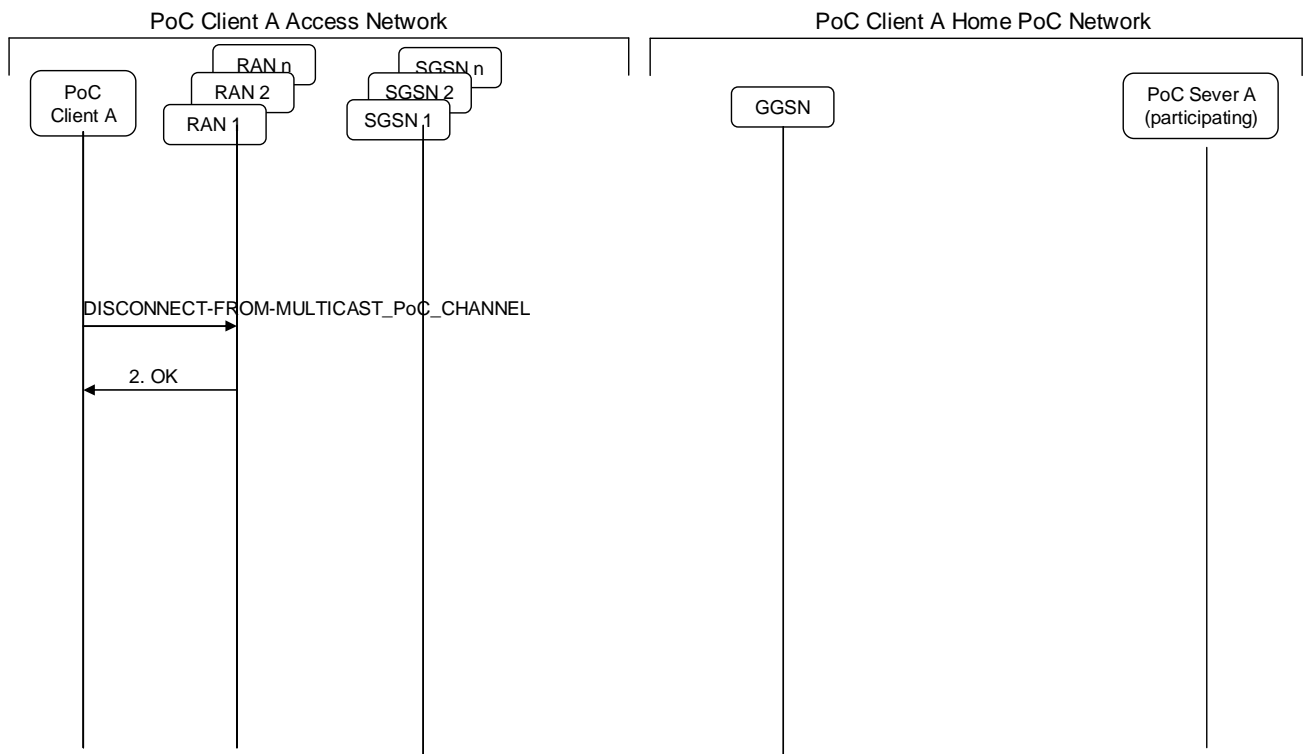 PoC Client A Access Network
PoC Client A Home PoC Network
RAN n
SGSN n
RAN 2
SGSN 2
PoC
Client A
RAN 1
SGSN 1
GGSN
PoC Sever A
(participating)
DISCONNECT-FROM-MULTICAST_PoC_CHANNEL
2. OK